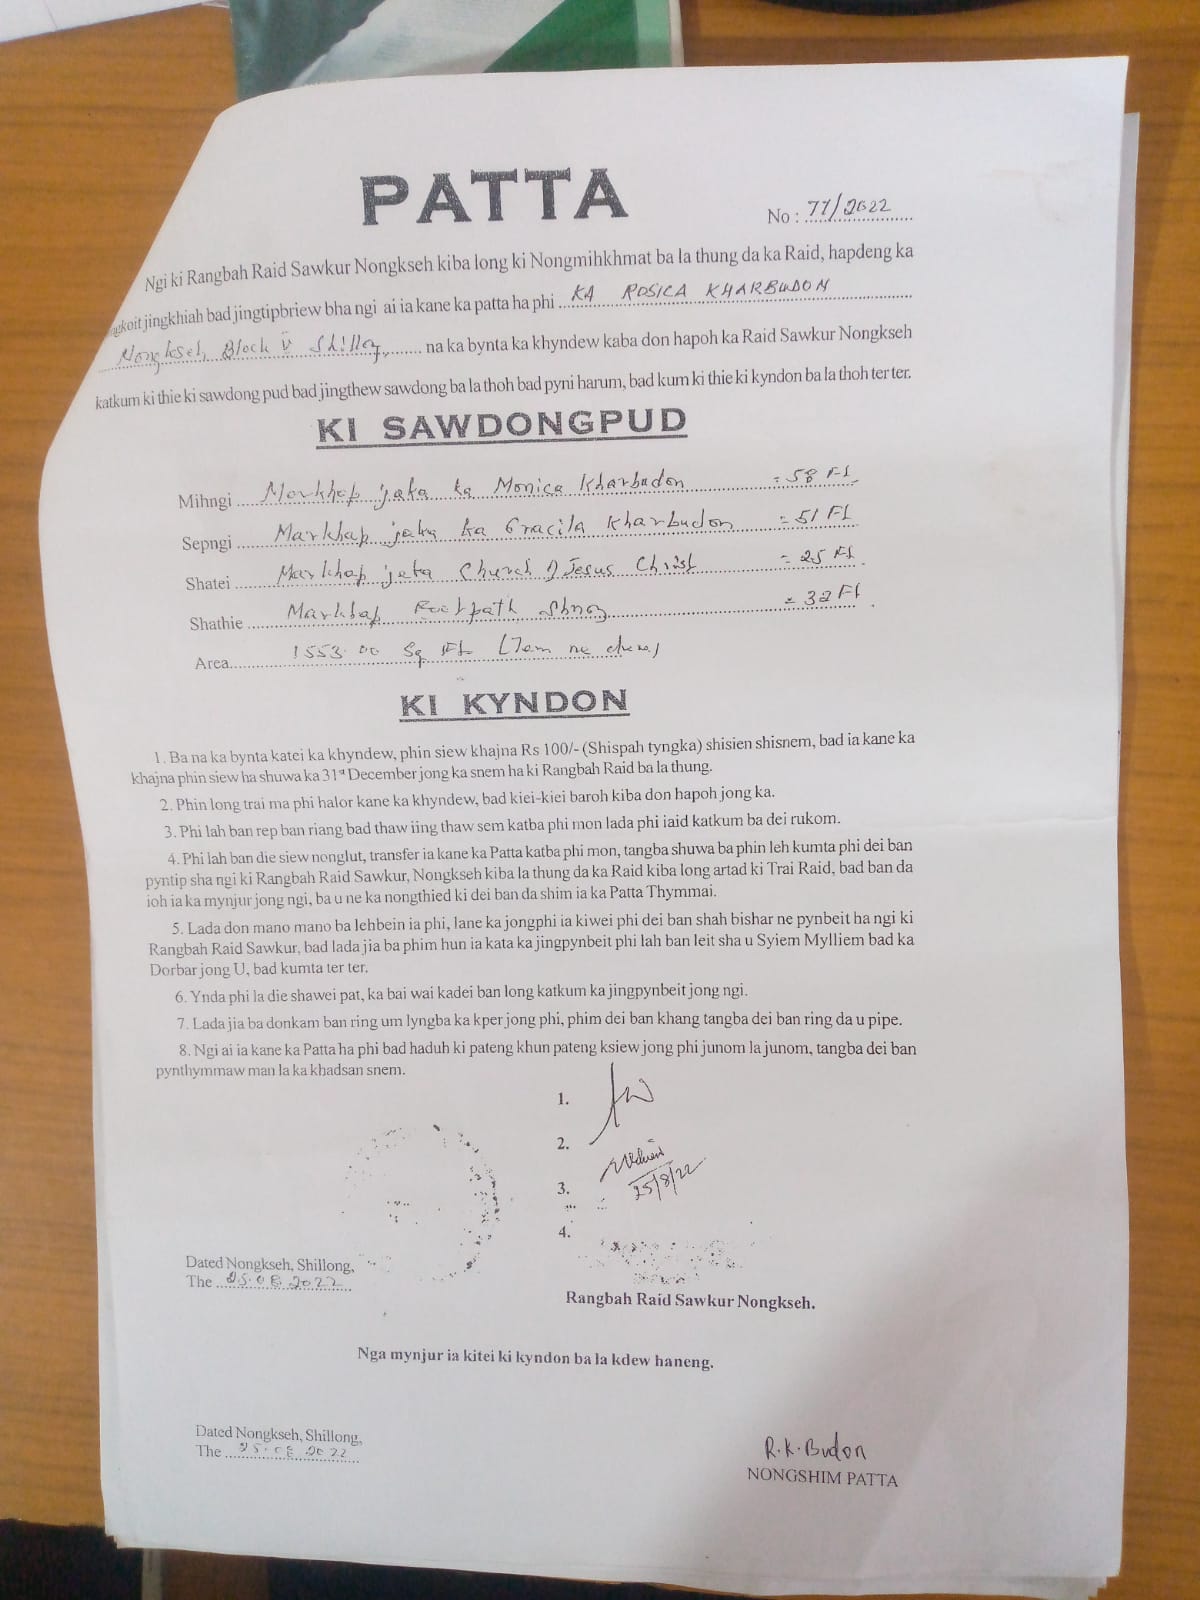 PATTA
No : 77/2022
Ngi ki Rangbah Raid Sawkur Nongkseh kiba long ki Nongmihkhmat ba la thung da ka Raid, hapdeng ka
gkoit jingkhiah bad jingtipbriew bha ngi ai ia kane ka patta ha phi KA ROSICA KHARBUDON
Nongkseh Block V Shillong, na ka bynta ka khyndew kaba don hapoh ka Raid Sawkur Nongkseh
katkum ki thie ki sawdong pud bad jingthew sawdong ba la thoh bad pyni harum, bad kum ki thie ki kyndon ba la thoh ter ter.
KI SAWDONGPUD
Mihngi Markhap jaka ka Monica Kharbudon = 58 Ft
Sepngi Markhap jaka ka Gracila Kharbudon = 51 Ft
Shatei Markhap jaka Church of Jesus Christ = 25 Ft
Shathie Markhap Footpath Shnong = 32 Ft
Area 1553.00 Sq Ft
KI KYNDON
1. Ba na ka bynta katei ka khyndew, phin siew khajna Rs 100/- (Shispah tyngka) shisien shisnem, bad ia kane ka
khajna phin siew ha shuwa ka 31st December jong ka snem ha ki Rangbah Raid ba la thung.
2. Phin long trai ma phi halor kane ka khyndew, bad kiei-kiei baroh kiba don hapoh jong ka.
3. Phi lah ban rep ban riang bad thaw iing thaw sem katba phi mon lada phi iaid katkum ba dei rukom.
4. Phi lah ban die siew nonglut, transfer ia kane ka Patta katba phi mon, tangba shuwa ba phin leh kumta phi dei ban
pyntip sha ngi ki Rangbah Raid Sawkur, Nongkseh kiba la thung da ka Raid kiba long artad ki Trai Raid, bad ban da
ioh ia ka mynjur jong ngi, ba u ne ka nongthied ki dei ban da shim ia ka Patta Thymmai.
5. Lada don mano mano ba lehbein ia phi, lane ka jongphi ia kiwei phi dei ban shah bishar ne pynbeit ha ngi ki
Rangbah Raid Sawkur, bad lada jia ba phim hun ia kata ka jingpynbeit phi lah ban leit sha u Syiem Mylliem bad ka
Dorbar jong U, bad kumta ter ter.
6. Ynda phi la die shawei pat, ka bai wai kadei ban long katkum ka jingpynbeit jong ngi.
7. Lada jia ba donkam ban ring um lyngba ka kper jong phi, phim dei ban khang tangba dei ban ring da u pipe.
8. Ngi ai ia kane ka Patta ha phi bad haduh ki pateng khun pateng ksiew jong phi junom la junom, tangba dei ban
pynthymmaw man la ka khadsan snem.
1.
2.
3. 25/8/22
4.
Dated Nongkseh, Shillong,
The 25.08.2022
Rangbah Raid Sawkur Nongkseh.
Nga mynjur ia kitei ki kyndon ba la kdew haneng.
Dated Nongkseh, Shillong,
The 25.08.2022
R.K.Budon
NONGSHIM PATTA